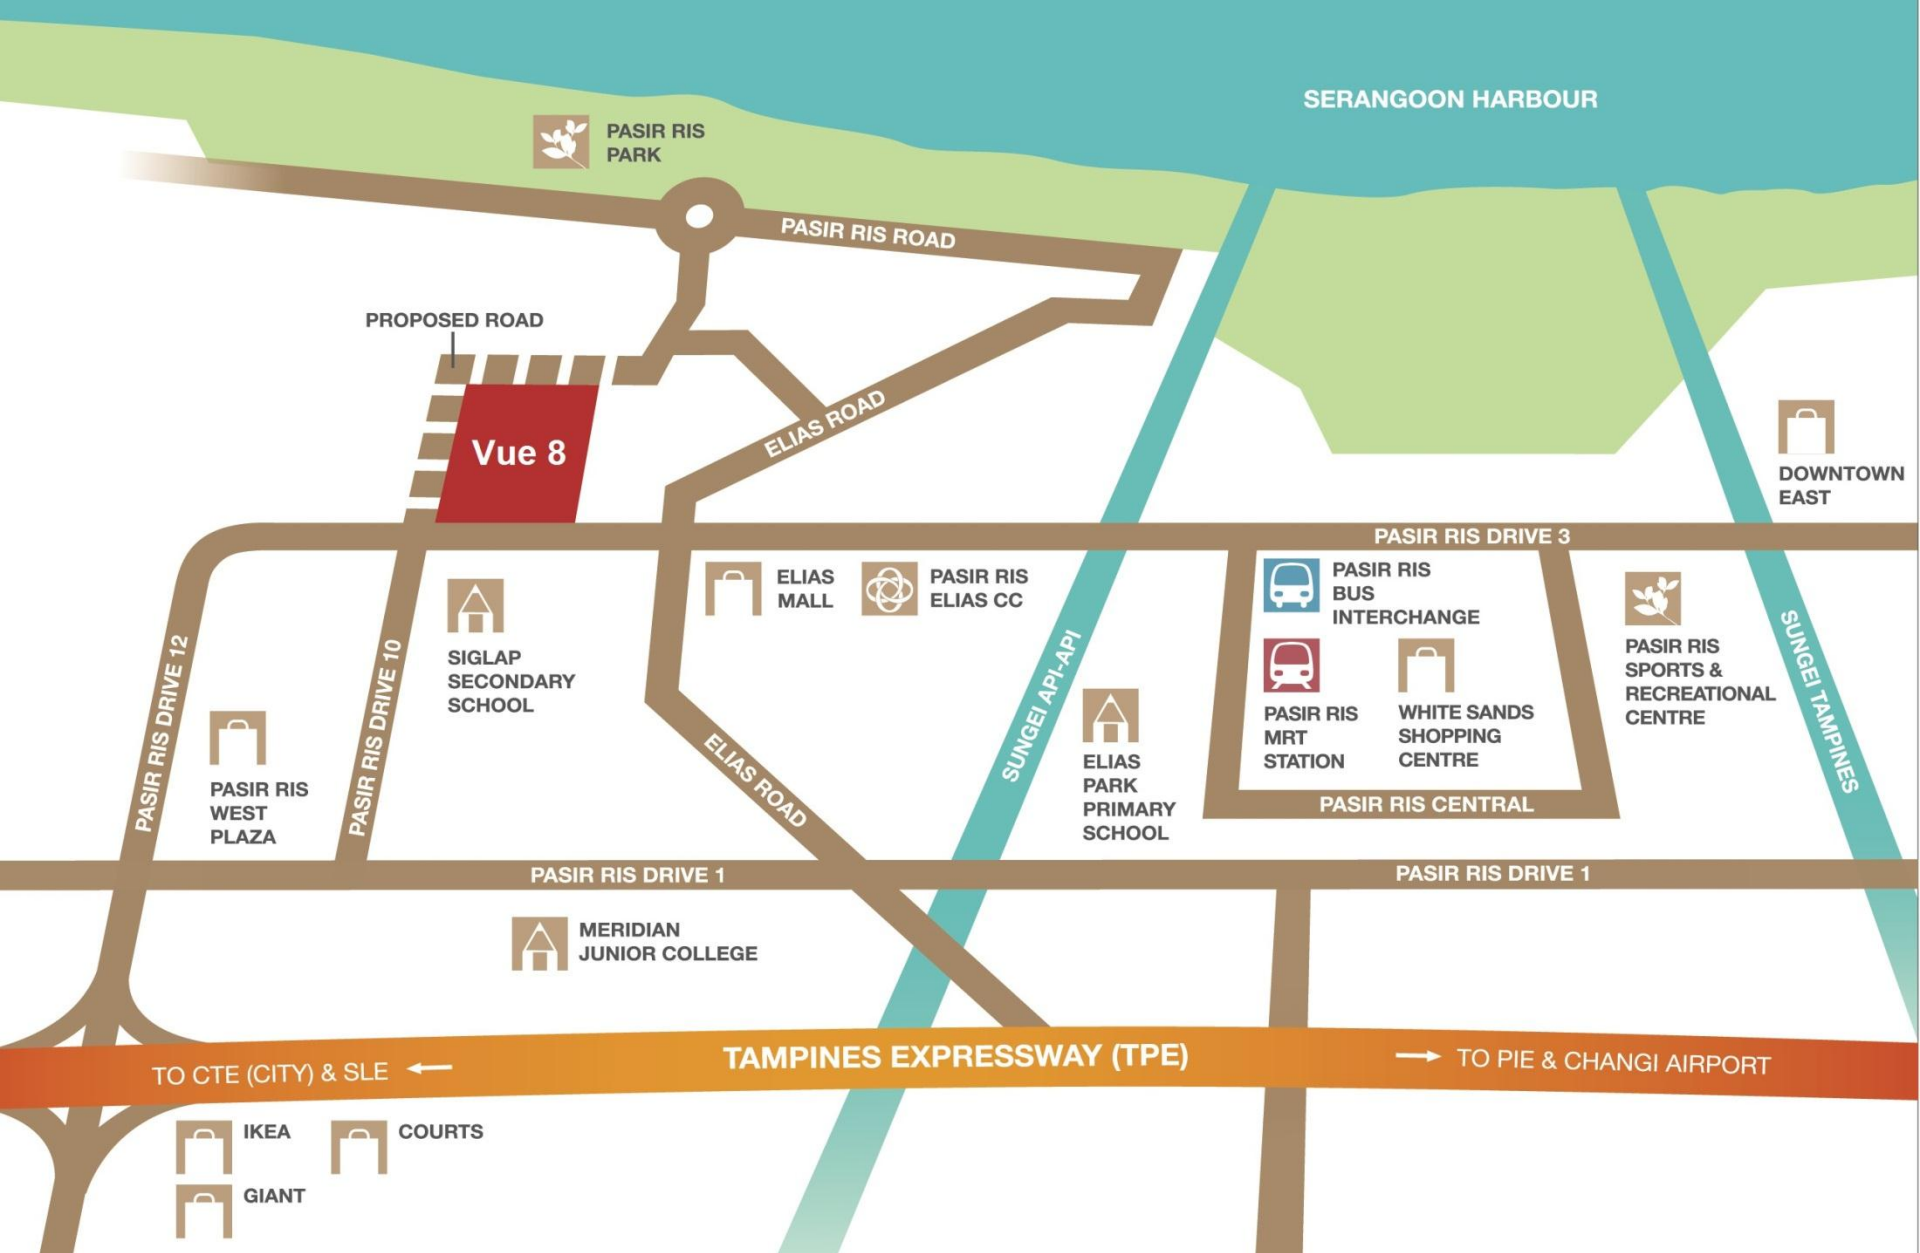 SERANGOON HARBOUR
PASIR RIS
PARK
PASIR RIS ROAD
PROPOSED ROAD
ELIAS ROAD
Vue 8
DOWNTOWN
EAST
PASIR RIS DRIVE 3
ELIAS
MALL
PASIR RIS
ELIAS CC
PASIR RIS
BUS
INTERCHANGE
SIGLAP
SECONDARY
SCHOOL
PASIR RIS DRIVE 12
PASIR RIS DRIVE 10
SUNGEI API-API
SUNGEI TAMPINES
PASIR RIS
SPORTS &
RECREATIONAL
CENTRE
PASIR RIS
MRT
STATION
WHITE SANDS
SHOPPING
CENTRE
ELIAS ROAD
ELIAS
PARK
PRIMARY
SCHOOL
PASIR RIS
WEST
PLAZA
PASIR RIS CENTRAL
PASIR RIS DRIVE 1
PASIR RIS DRIVE 1
MERIDIAN
JUNIOR COLLEGE
TO CTE (CITY) & SLE
TAMPINES EXPRESSWAY (TPE)
TO PIE & CHANGI AIRPORT
IKEA
COURTS
GIANT